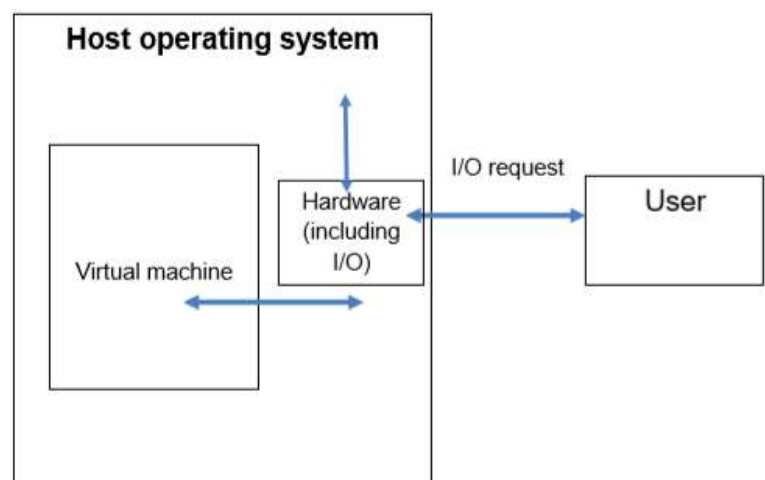 Host operating system
I/O request
Hardware
(including
I/O)
User
Virtual machine